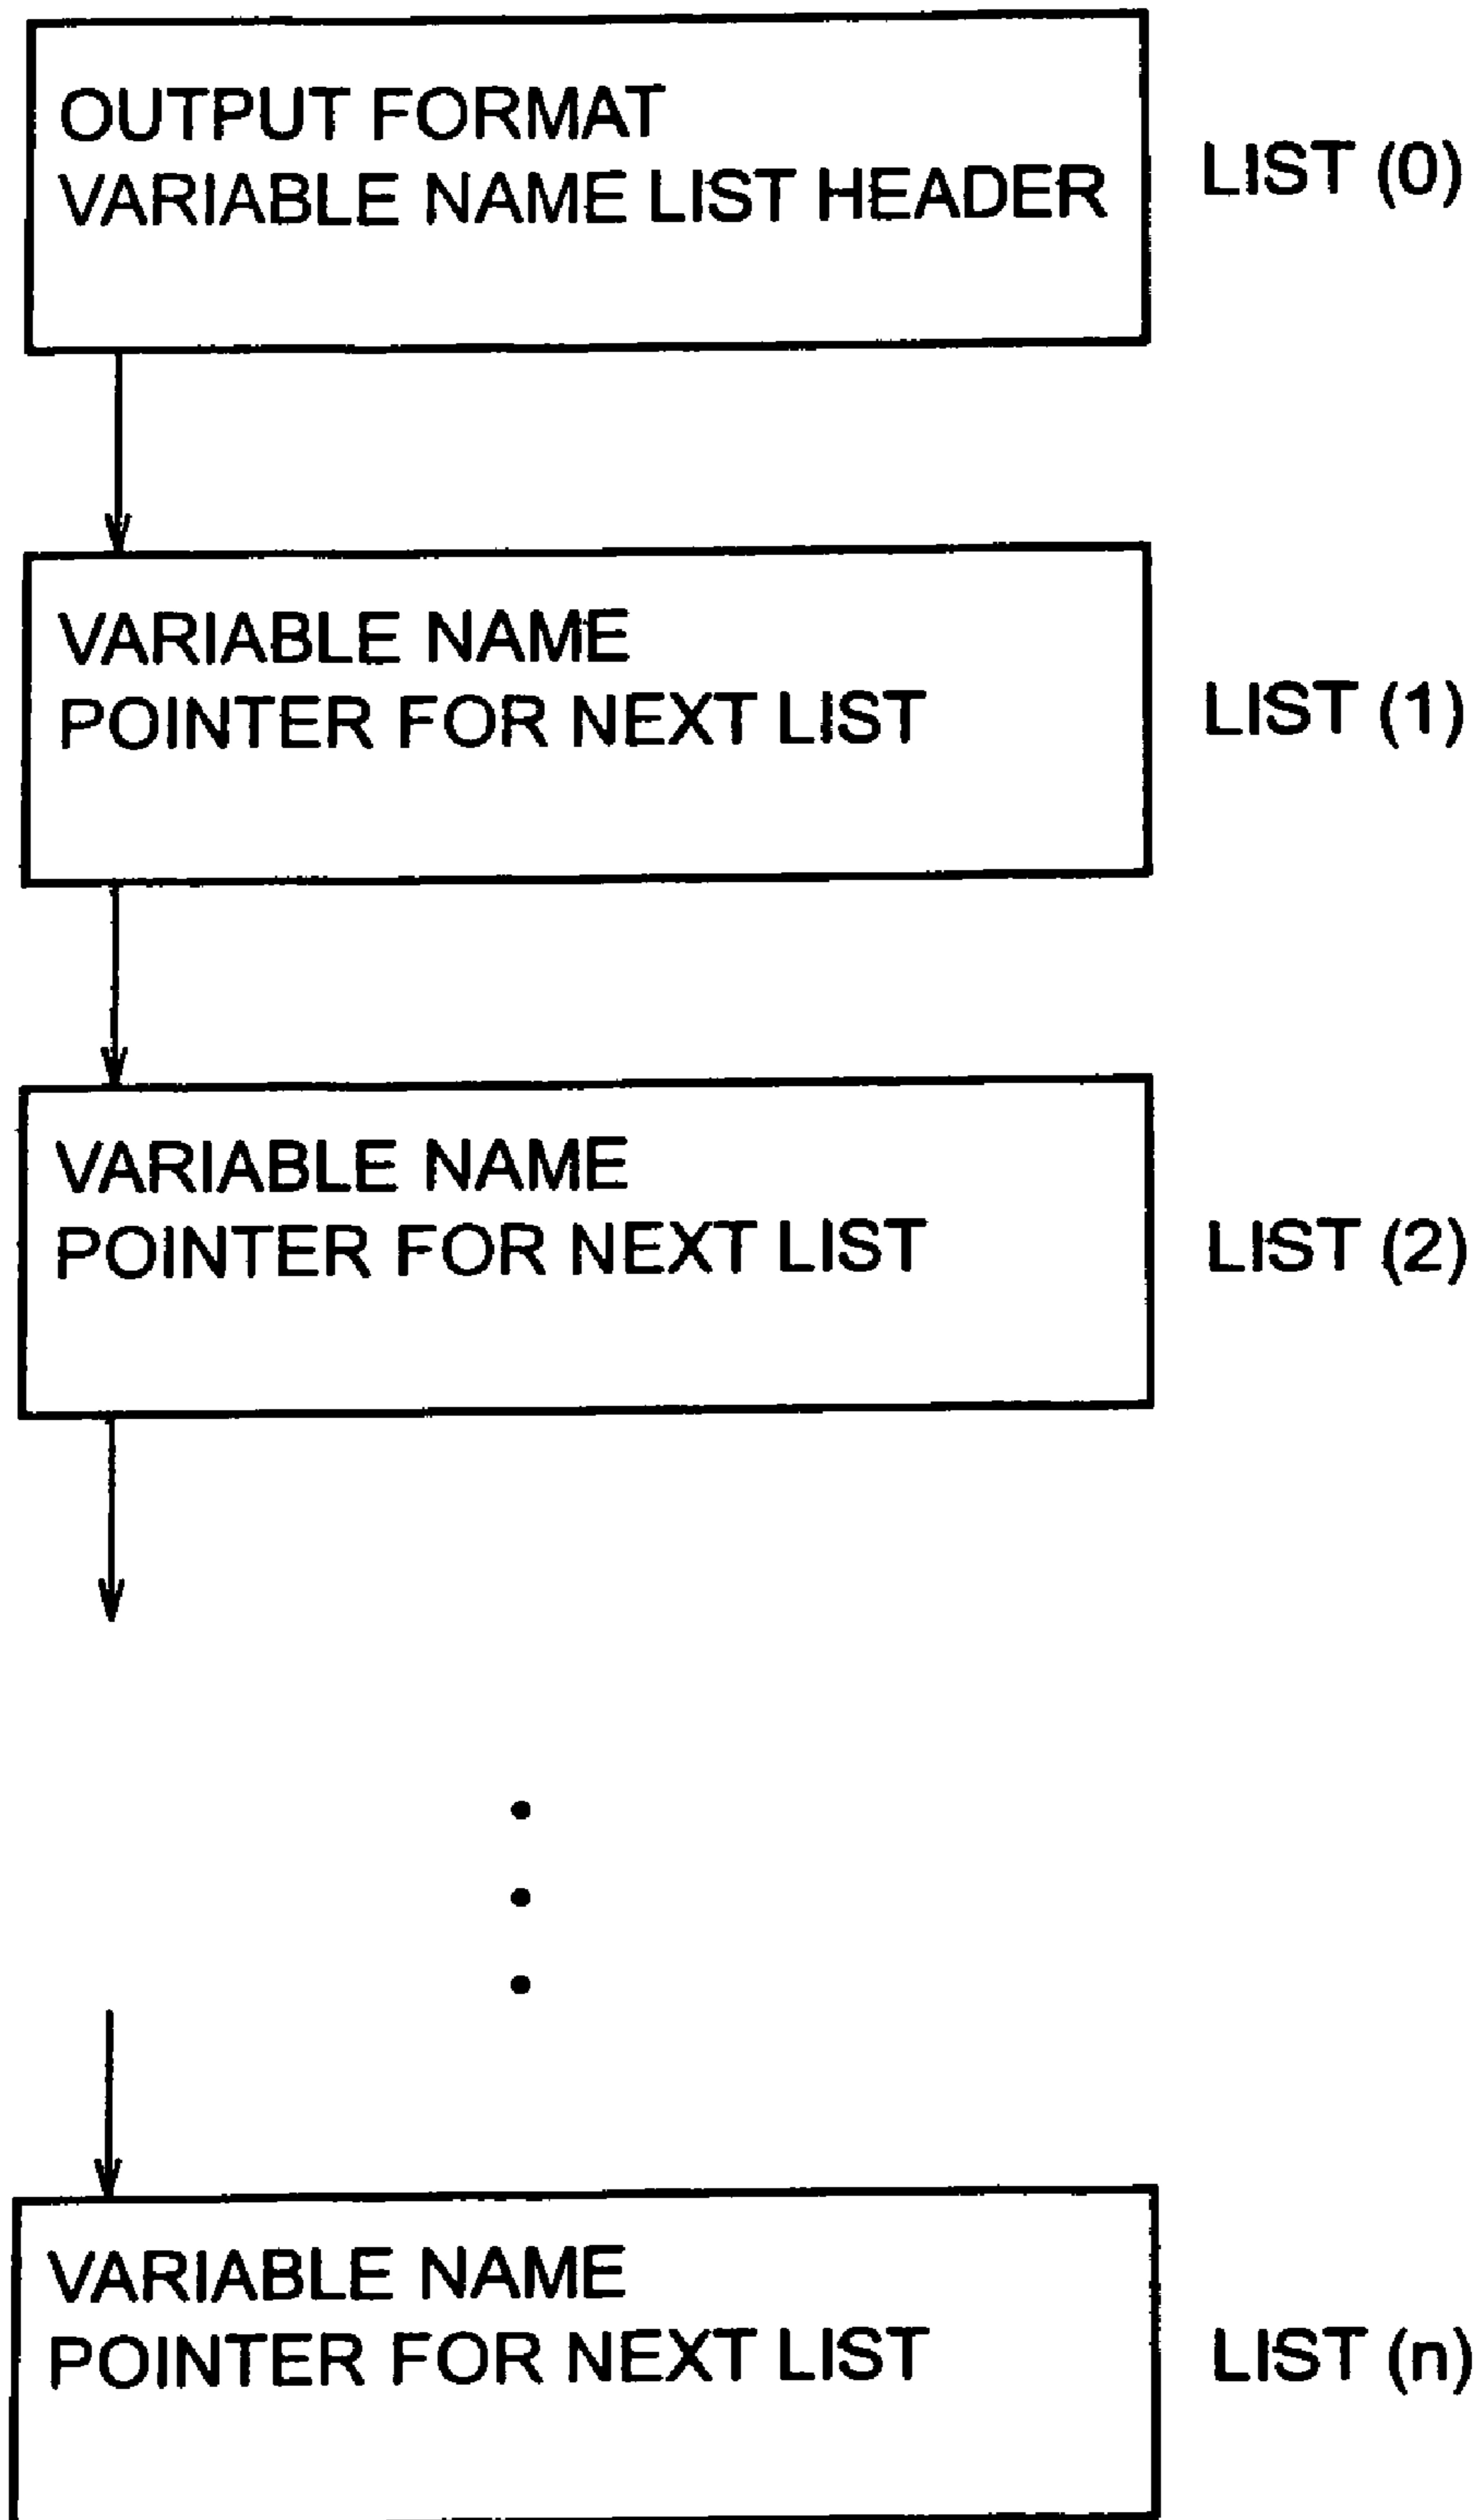 OUTPUT FORMAT
VARIABLE NAME LIST HEADER
LIST (0)
VARIABLE NAME
POINTER FOR NEXT LIST
LIST (1)
VARIABLE NAME
POINTER FOR NEXT LIST
LIST (2)
VARIABLE NAME
POINTER FOR NEXT LIST
LIST (n)